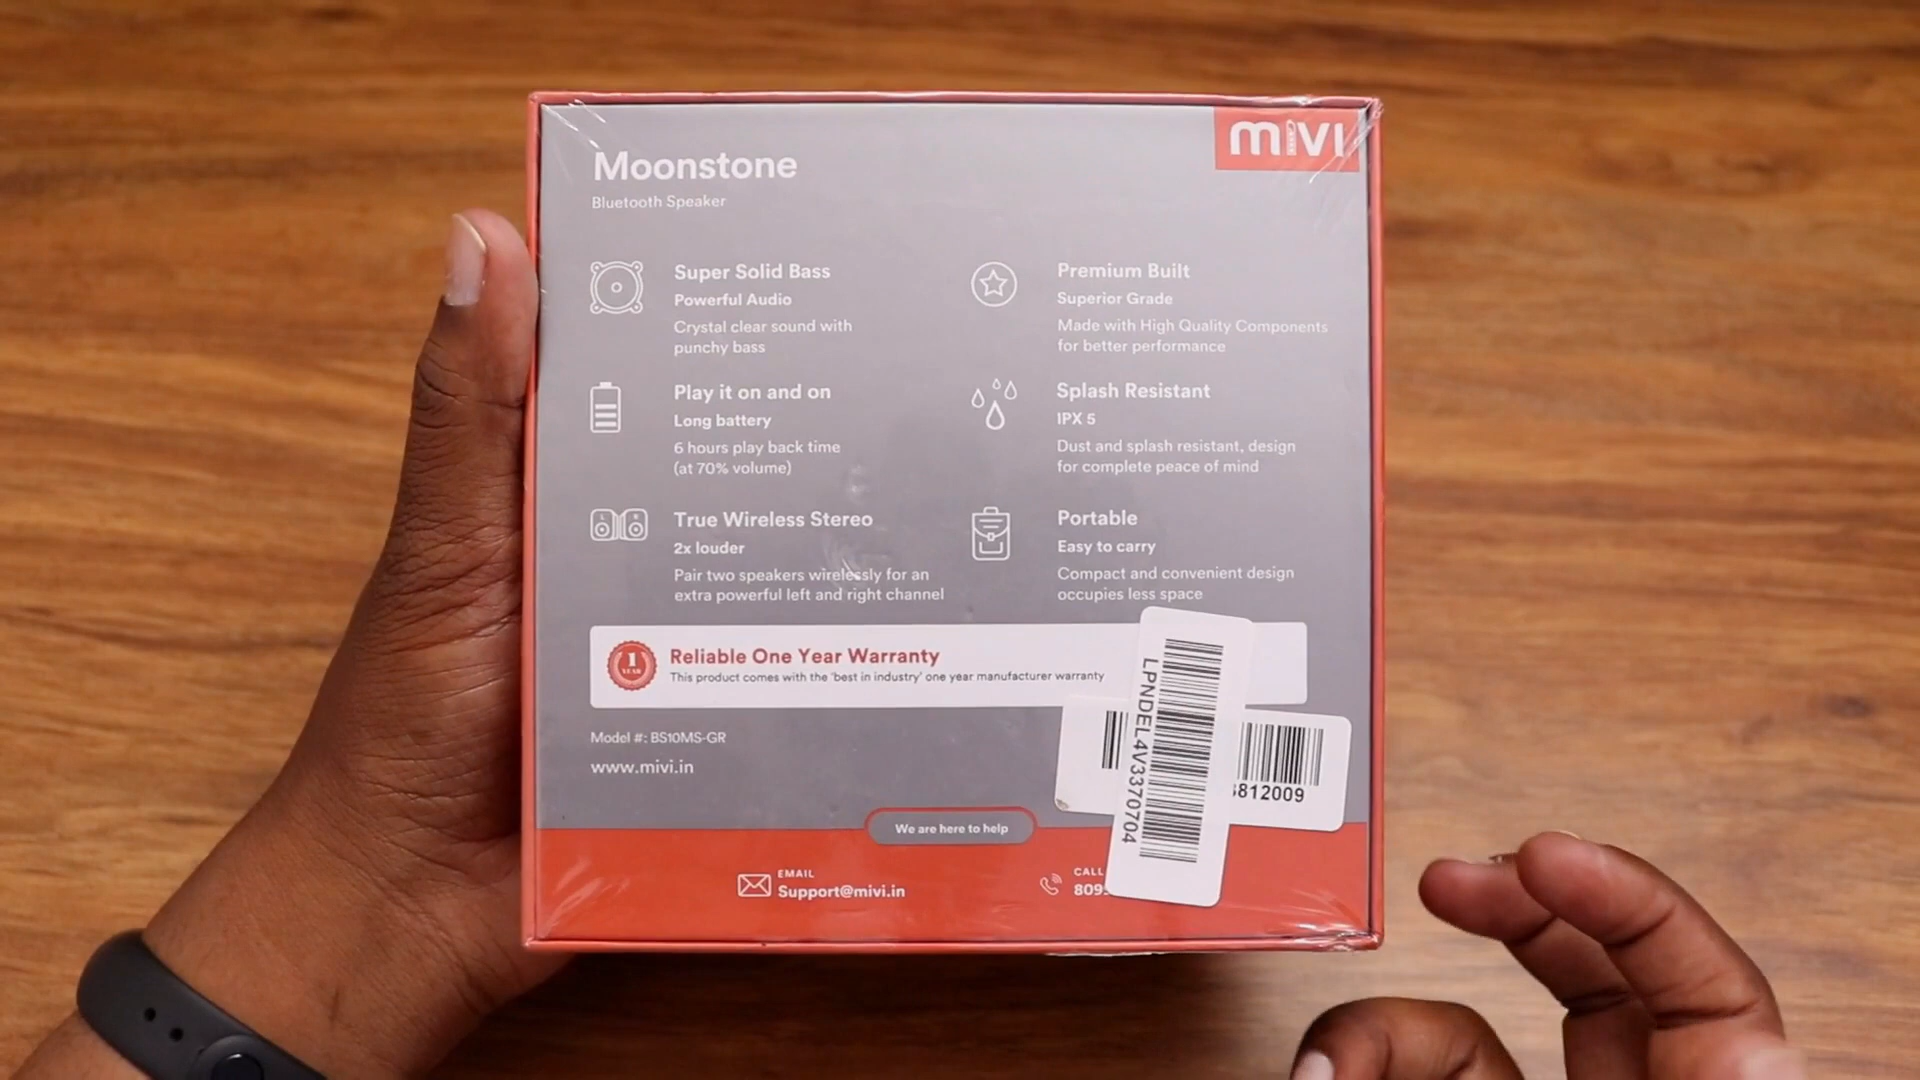 mivi
Moonstone
Bluetooth Speaker
Super Solid Bass
Powerful Audio
Crystal clear sound with
punchy bass
Premium Built
Superior Grade
Made with High Quality Components
for better performance
Play it on and on
Long battery
6 hours play back time
(at 70% volume)
Splash Resistant
IPX 5
Dust and splash resistant, design
for complete peace of mind
L R
True Wireless Stereo
2x louder
Pair two speakers wirelessly for an
extra powerful left and right channel
Portable
Easy to carry
Compact and convenient design
occupies less space
1
YEAR
Reliable One Year Warranty
This product comes with the 'best in industry' one year manufacturer warranty
Model #: BS10MS-GR
www.mivi.in
LPNDEL4V3370704
812009
We are here to help
EMAIL
Support@mivi.in
CALL
809